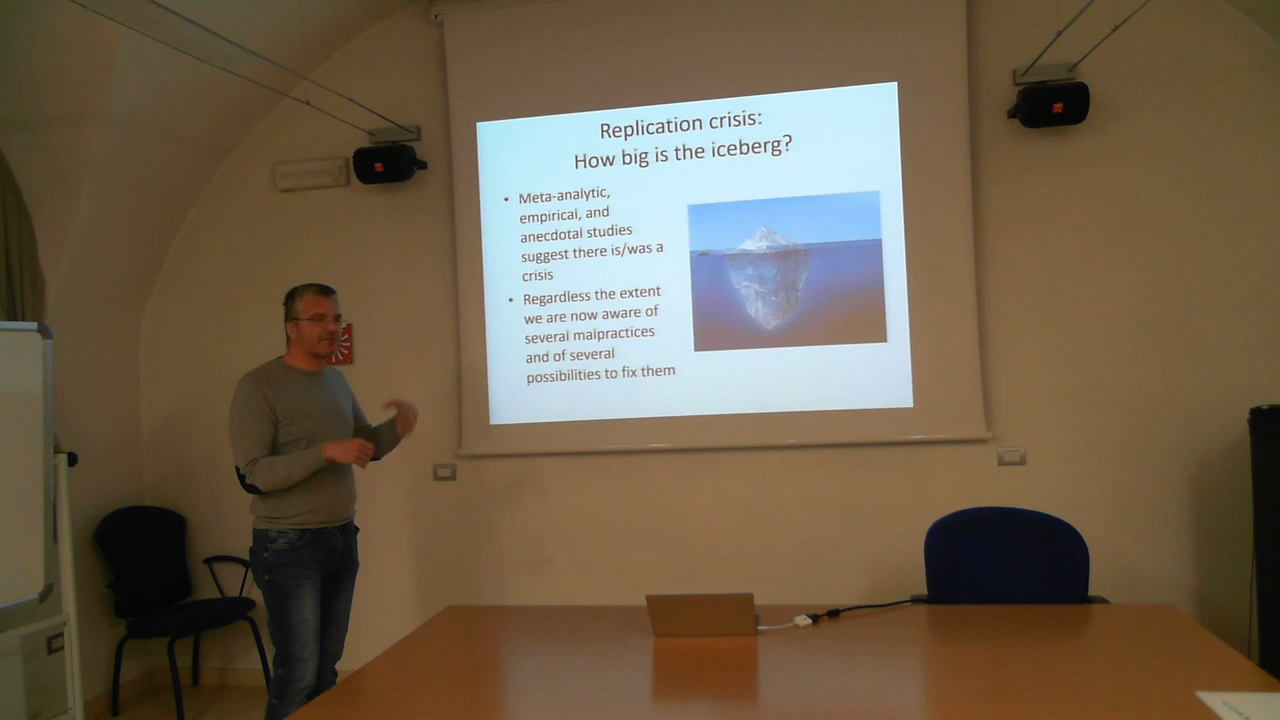 Replication crisis:
How big is the iceberg?
• Meta-analytic,
empirical, and
anecdotal studies
suggest there is/was a
crisis
• Regardless the extent
we are now aware of
several malpractices
and of several
possibilities to fix them